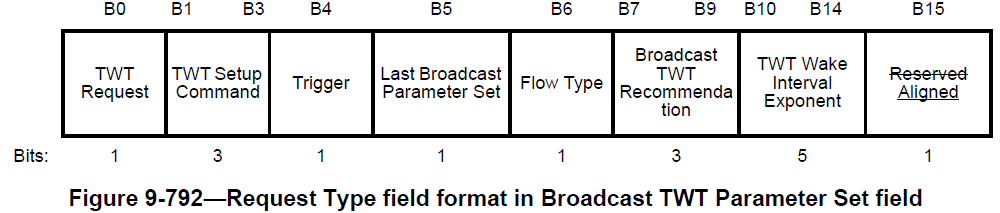 B0 B1 B3 B4 B5 B6 B7 B9 B10 B14 B15
TWT
Request
TWT Setup
Command
Trigger
Last Broadcast
Parameter Set
Flow Type
Broadcast
TWT
Recommenda
tion
TWT Wake
Interval
Exponent
Reserved
Aligned
Bits: 1 3 1 1 1 3 5 1
Figure 9-792—Request Type field format in Broadcast TWT Parameter Set field